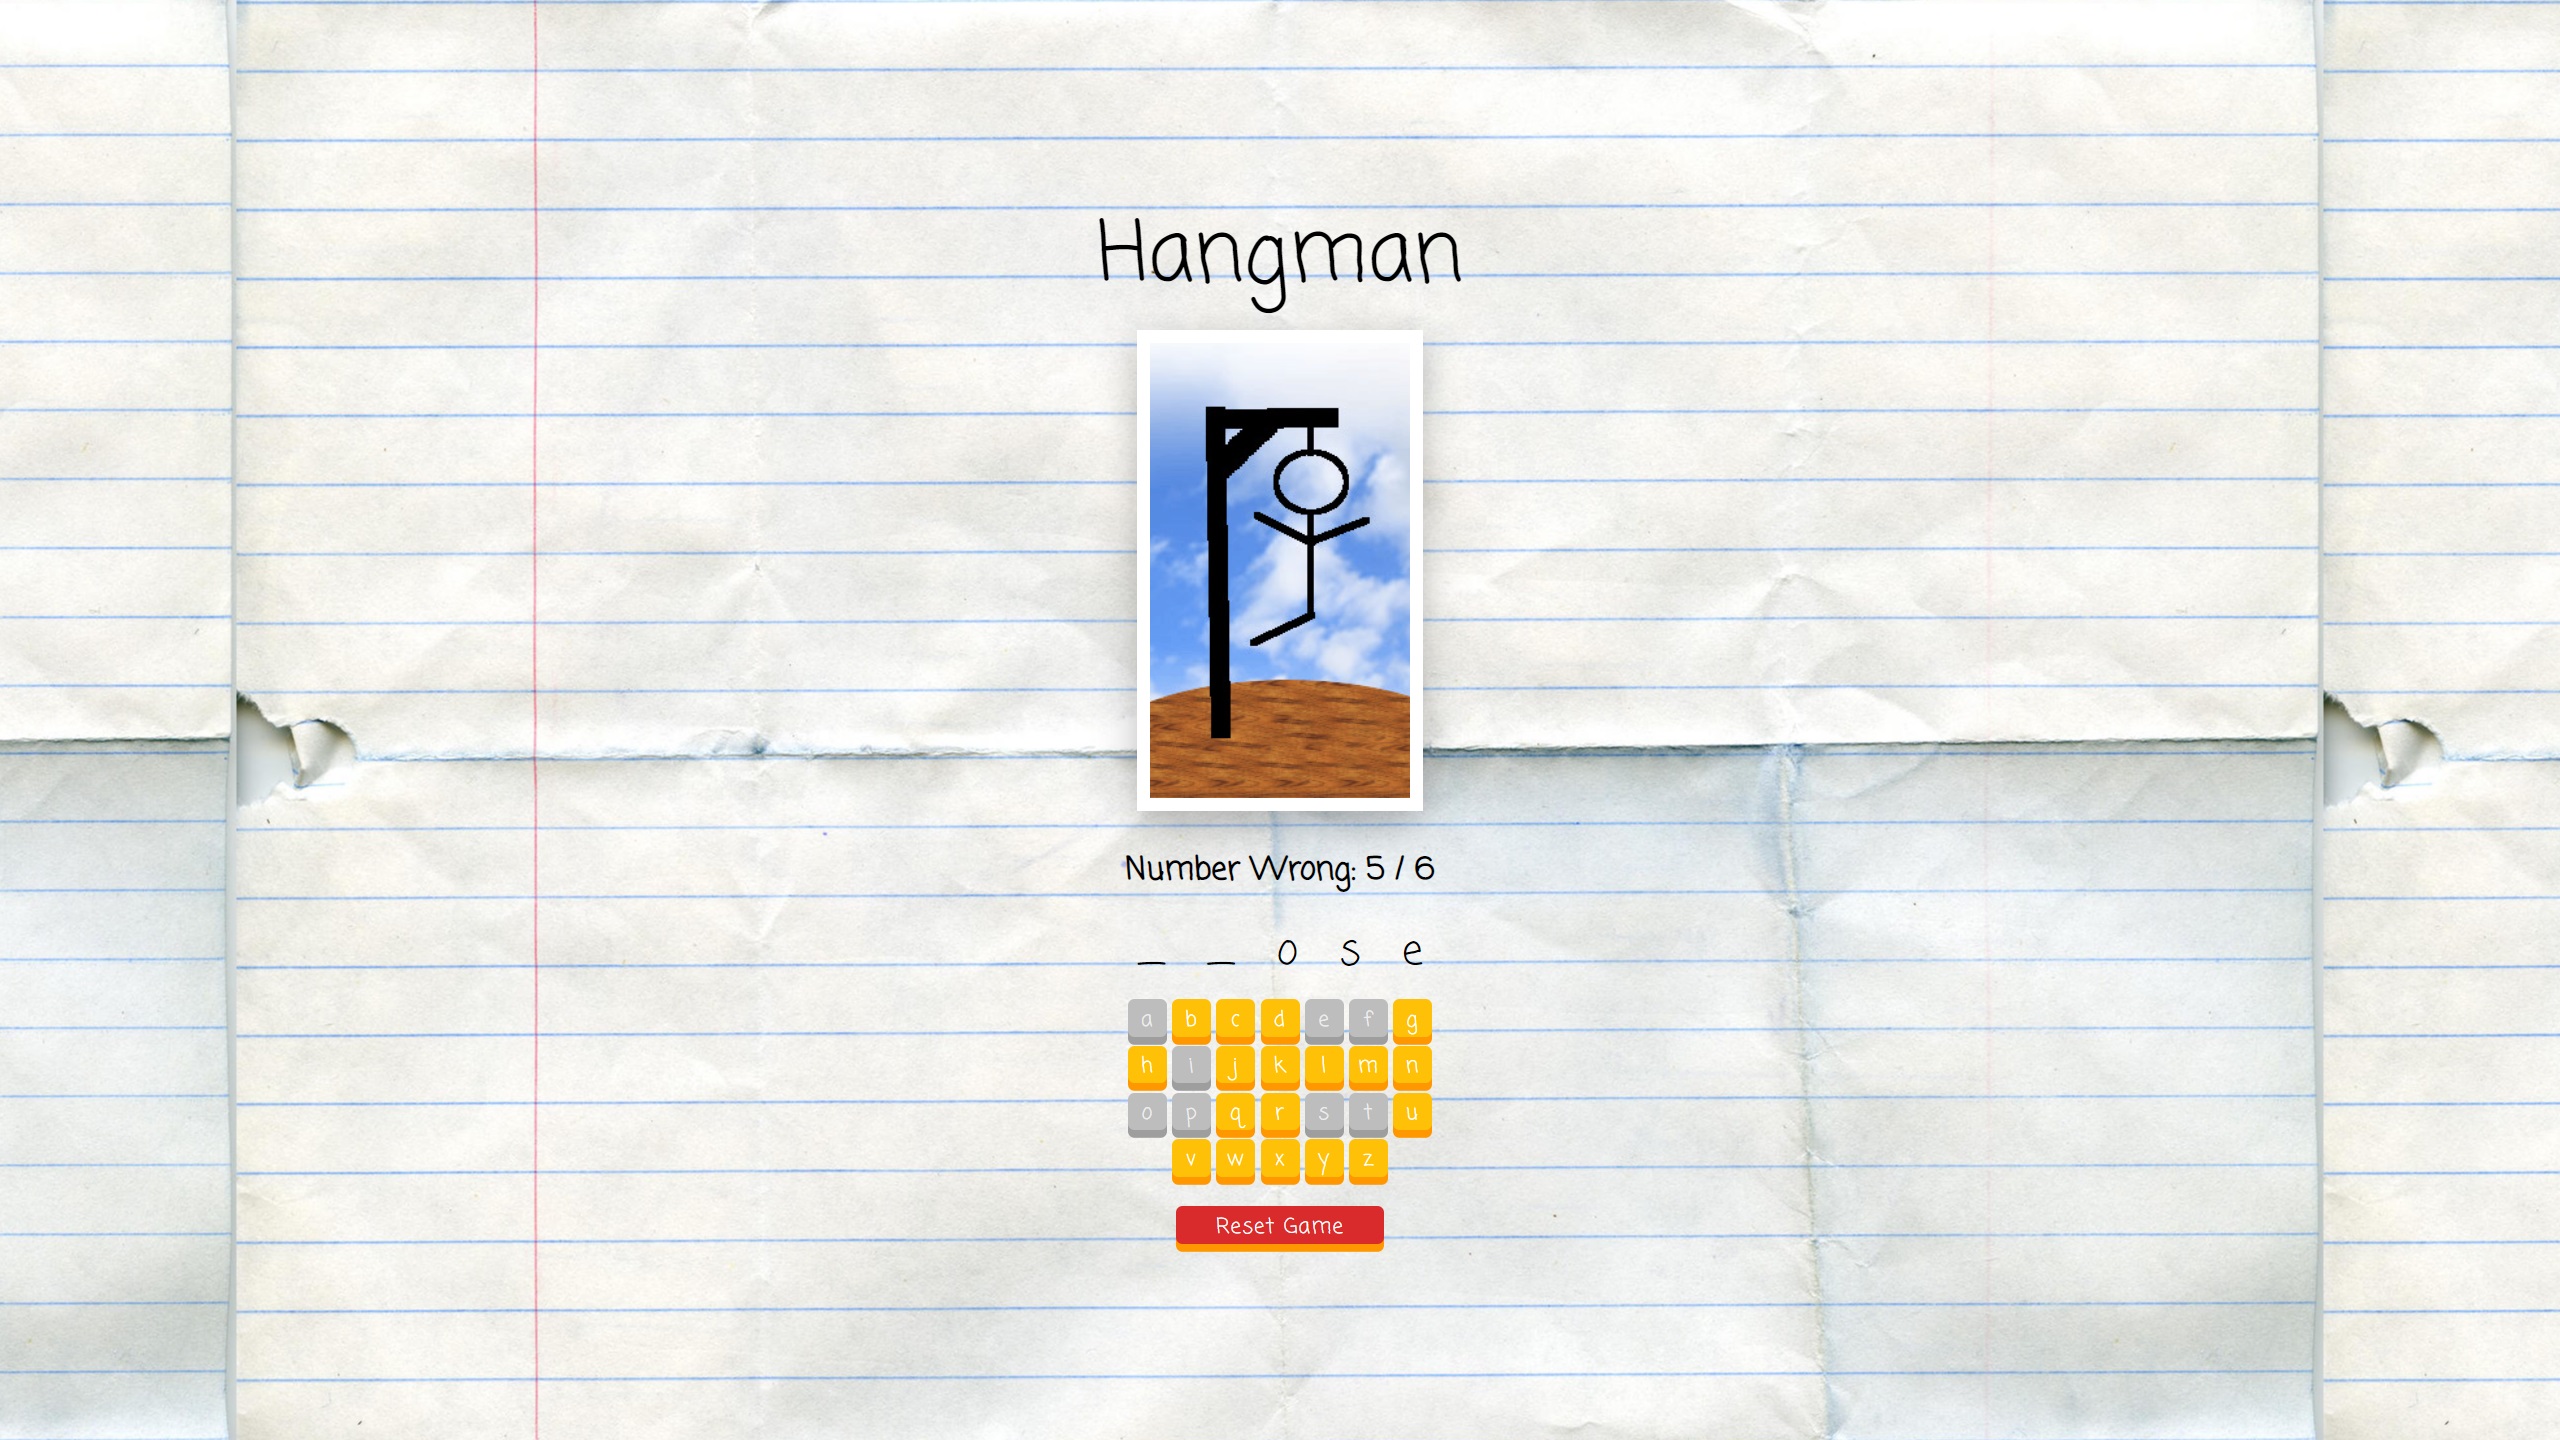 Hangman
Number Wrong: 5 / 6
_ _ o s e
a b c d e f g
h i j k l m n
o p q r s t u
v w x y z
Reset Game